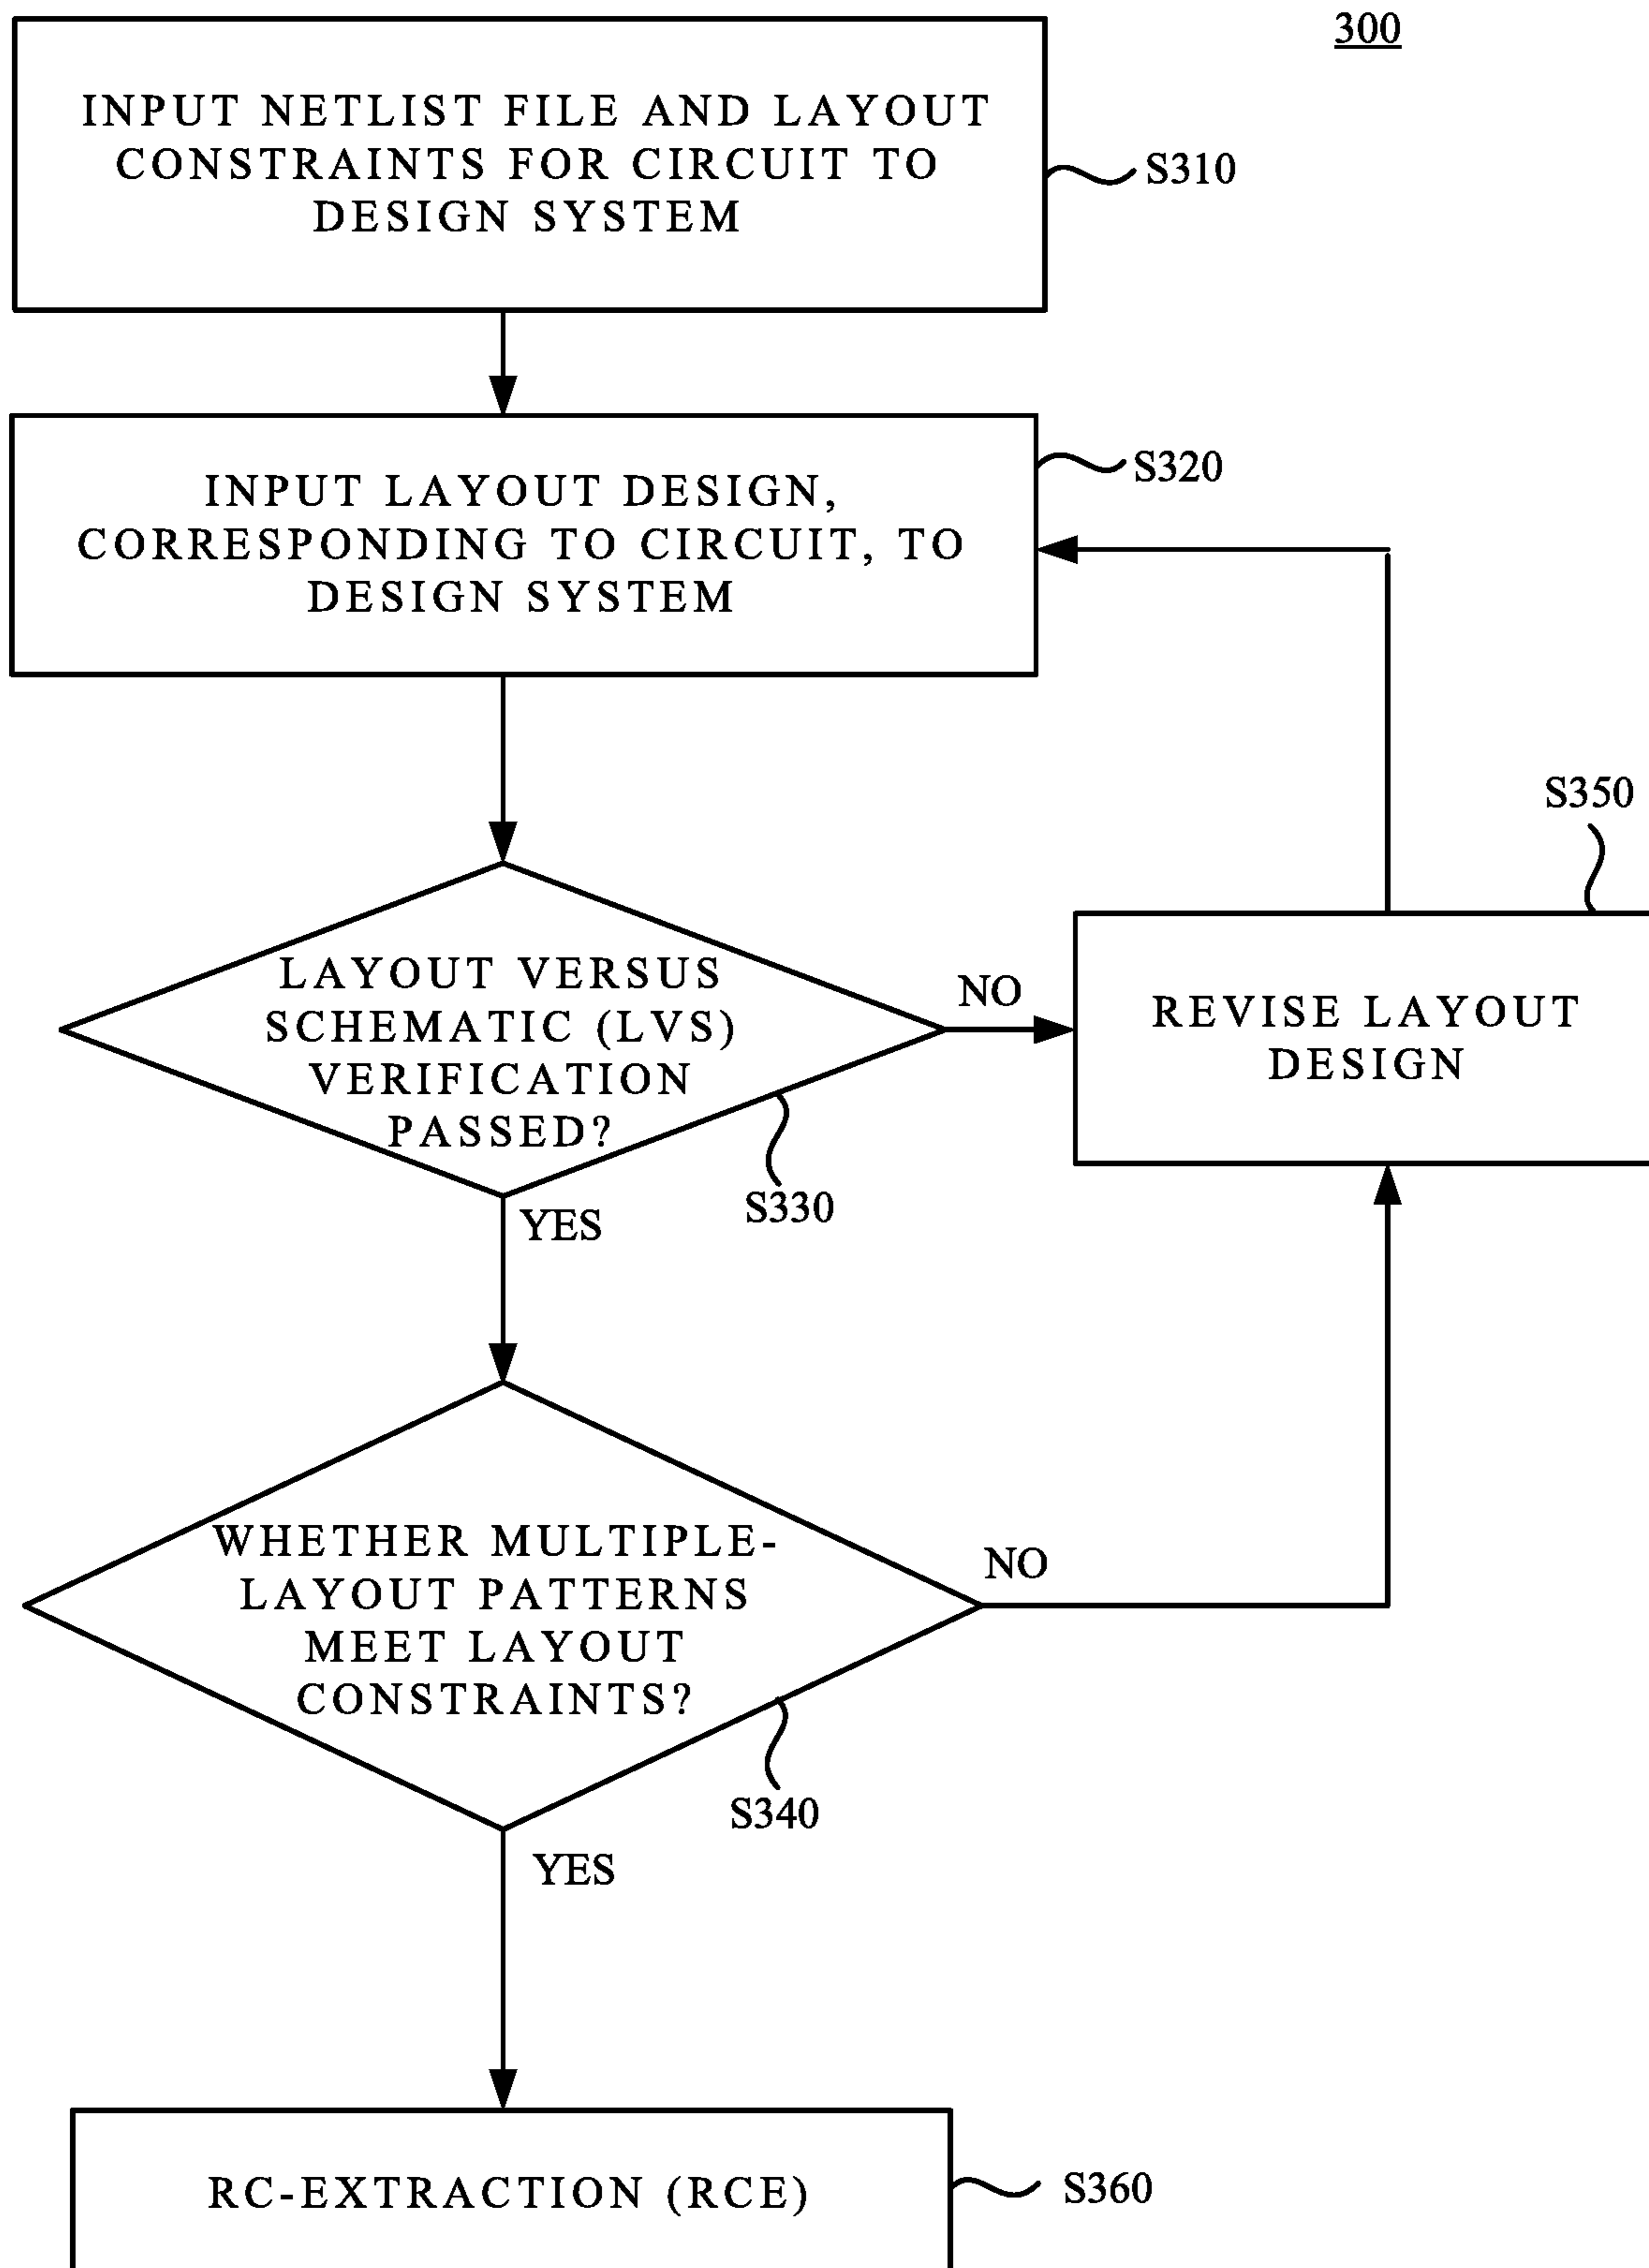 300
INPUT NETLIST FILE AND LAYOUT
CONSTRAINTS FOR CIRCUIT TO
DESIGN SYSTEM
S310
INPUT LAYOUT DESIGN,
CORRESPONDING TO CIRCUIT, TO
DESIGN SYSTEM
S320
LAYOUT VERSUS
SCHEMATIC (LVS)
VERIFICATION
PASSED?
S330
NO
YES
S350
REVISE LAYOUT
DESIGN
WHETHER MULTIPLE-
LAYOUT PATTERNS
MEET LAYOUT
CONSTRAINTS?
S340
NO
YES
RC-EXTRACTION (RCE)
S360